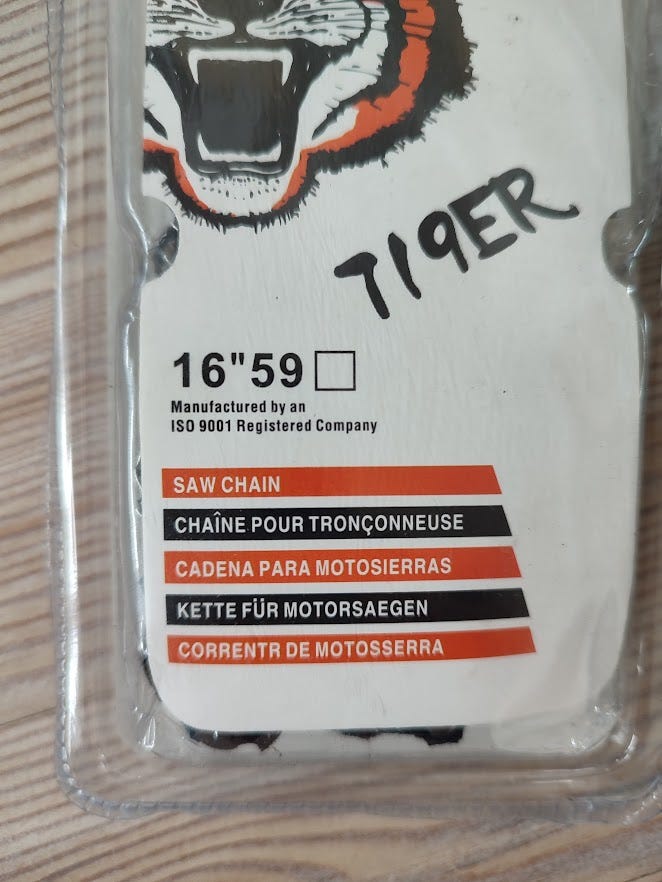 TI9ER
16"59□
Manufactured by an
ISO 9001 Registered Company
SAW CHAIN
CHAÎNE POUR TRONÇONNEUSE
CADENA PARA MOTOSIERRAS
KETTE FÜR MOTORSAEGEN
CORRENTR DE MOTOSSERRA